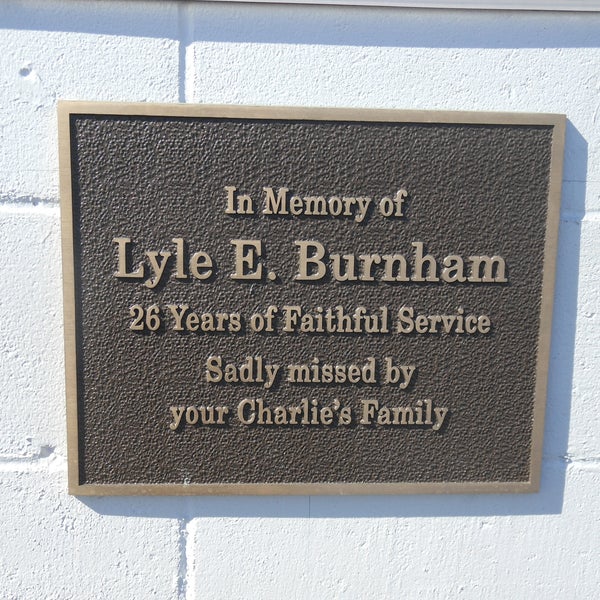 In Memory of
Lyle E. Burnham
26 Years of Faithful Service
Sadly missed by
your Charlie's Family